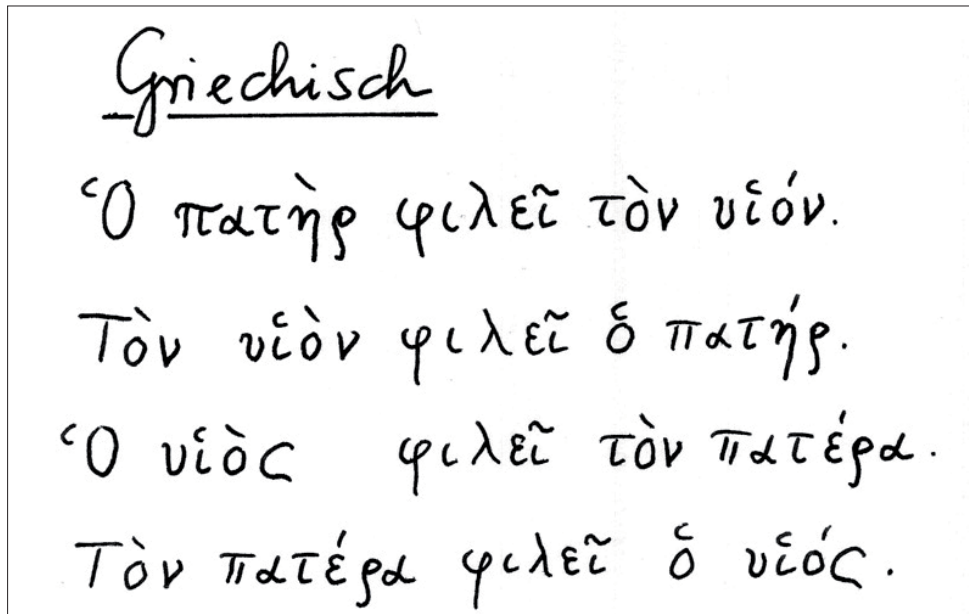 Griechisch
Ὁ πατὴρ φιλεῖ τὸν υἱόν.
Τὸν υἱὸν φιλεῖ ὁ πατήρ.
Ὁ υἱὸς φιλεῖ τὸν πατέρα.
Τὸν πατέρα φιλεῖ ὁ υἱός.